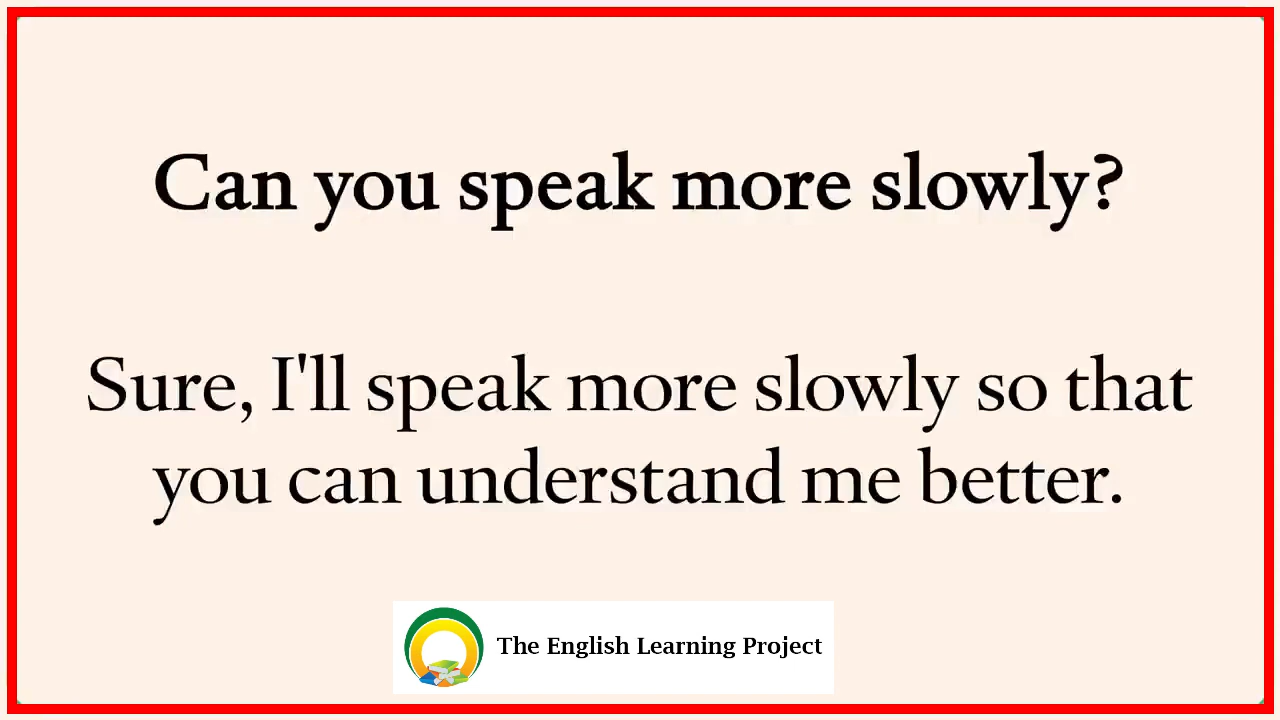 Can you speak more slowly?
Sure, I'll speak more slowly so that
you can understand me better.
The English Learning Project